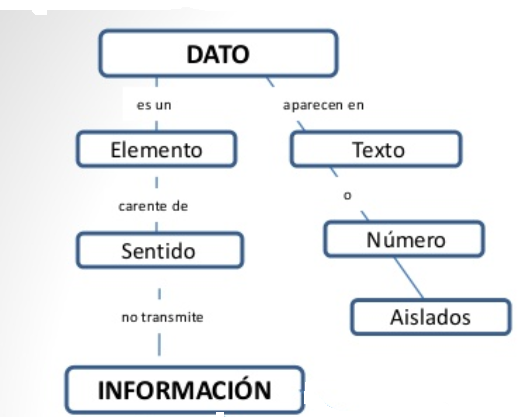 DATO
es un
aparecen en
Elemento
Texto
carente de
o
Sentido
Número
no transmite
Aislados
INFORMACIÓN